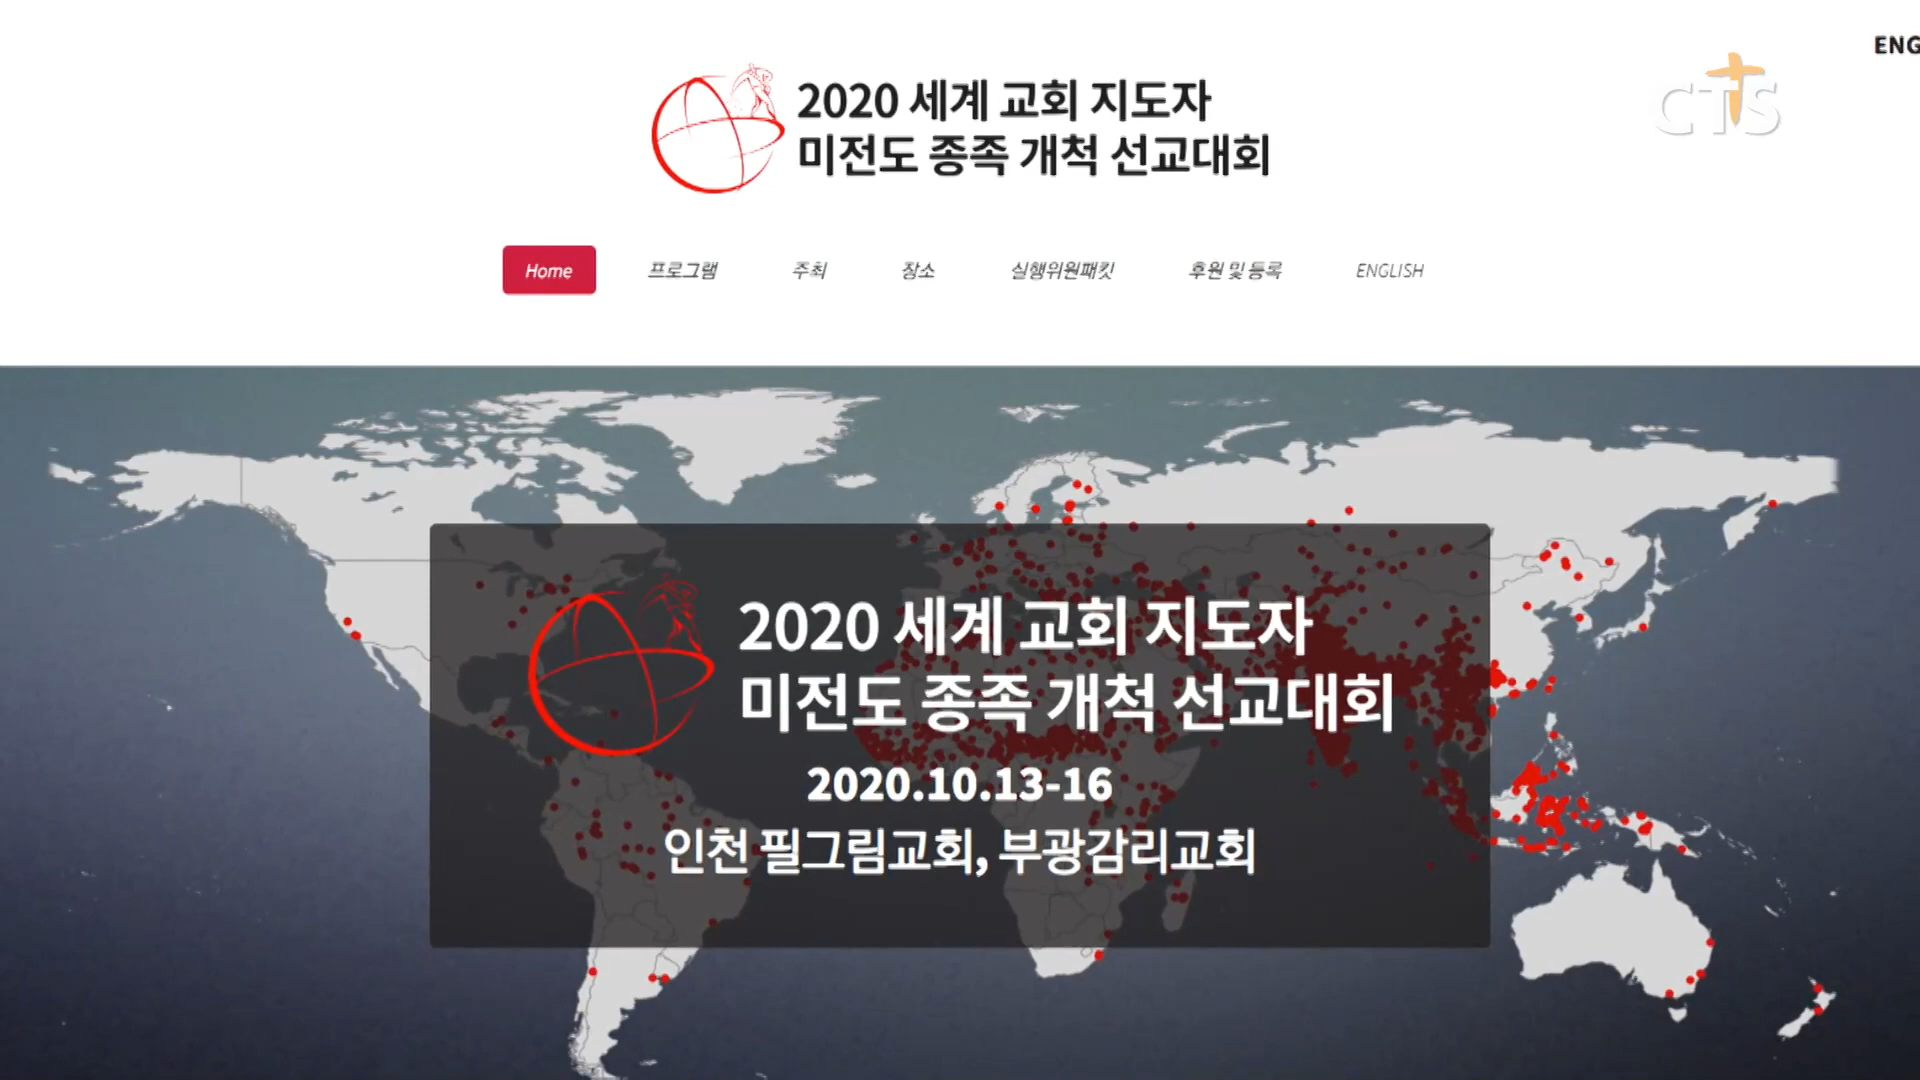 ENG
CTS
2020 세계 교회 지도자
미전도 종족 개척 선교대회
Home 프로그램 주최 장소 실행위원패킷 후원 및 등록 ENGLISH
2020 세계 교회 지도자
미전도 종족 개척 선교대회
2020.10.13-16
인천 필그림교회, 부광감리교회